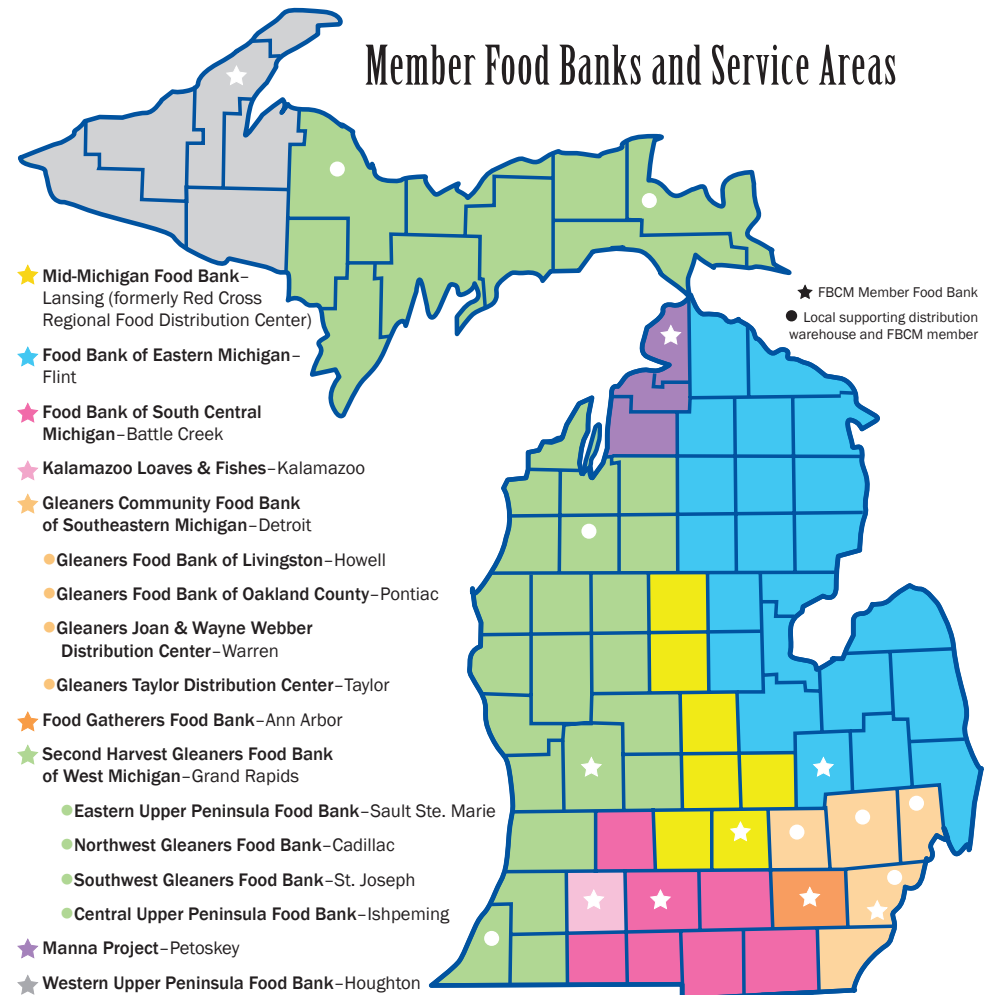 Member Food Banks and Service Areas
Mid-Michigan Food Bank–
Lansing (formerly Red Cross
Regional Food Distribution Center)
Food Bank of Eastern Michigan–
Flint
Food Bank of South Central
Michigan–Battle Creek
Kalamazoo Loaves & Fishes–Kalamazoo
Gleaners Community Food Bank
of Southeastern Michigan–Detroit
Gleaners Food Bank of Livingston–Howell
Gleaners Food Bank of Oakland County–Pontiac
Gleaners Joan & Wayne Webber
Distribution Center–Warren
Gleaners Taylor Distribution Center–Taylor
Food Gatherers Food Bank–Ann Arbor
Second Harvest Gleaners Food Bank
of West Michigan–Grand Rapids
Eastern Upper Peninsula Food Bank–Sault Ste. Marie
Northwest Gleaners Food Bank–Cadillac
Southwest Gleaners Food Bank–St. Joseph
Central Upper Peninsula Food Bank–Ishpeming
Manna Project–Petoskey
Western Upper Peninsula Food Bank–Houghton
FBCM Member Food Bank
Local supporting distribution
warehouse and FBCM member